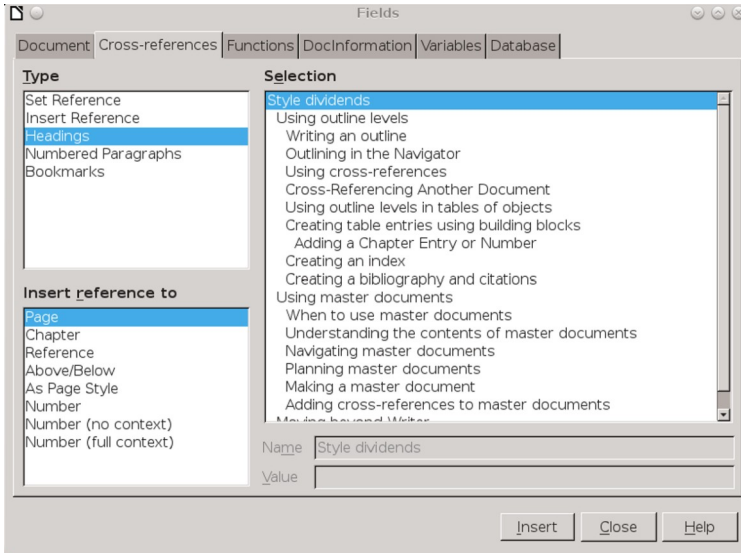 Fields
Document Cross-references Functions DocInformation Variables Database
Type
Set Reference
Insert Reference
Headings
Numbered Paragraphs
Bookmarks
Insert reference to
Page
Chapter
Reference
Above/Below
As Page Style
Number
Number (no context)
Number (full context)
Selection
Style dividends
Using outline levels
Writing an outline
Outlining in the Navigator
Using cross-references
Cross-Referencing Another Document
Using outline levels in tables of objects
Creating table entries using building blocks
Adding a Chapter Entry or Number
Creating an index
Creating a bibliography and citations
Using master documents
When to use master documents
Understanding the contents of master documents
Navigating master documents
Planning master documents
Making a master document
Adding cross-references to master documents
Moving beyond Writer
Name Style dividends
Value
Insert Close Help